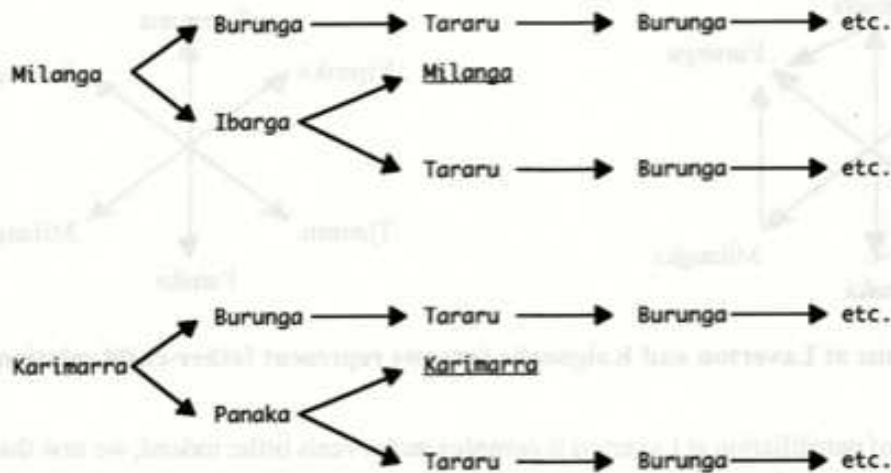 Burunga Tararu Burunga etc.
Milanga Milanga
Ibarga
Tararu Burunga etc.
Burunga Tararu Burunga etc.
Karimarra Karimarra
Panaka
Tararu Burunga etc.